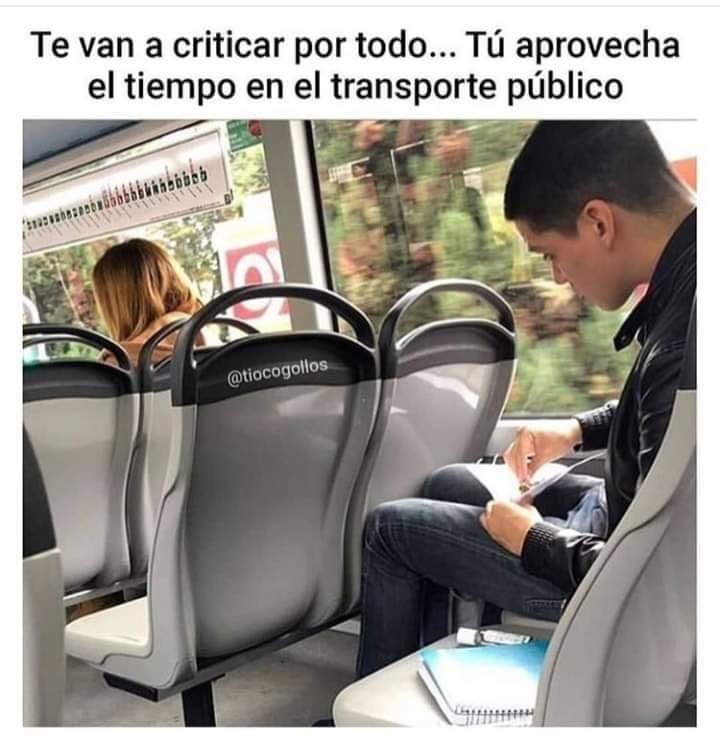 Te van a criticar por todo... Tú aprovecha
el tiempo en el transporte público
@tiocogollos